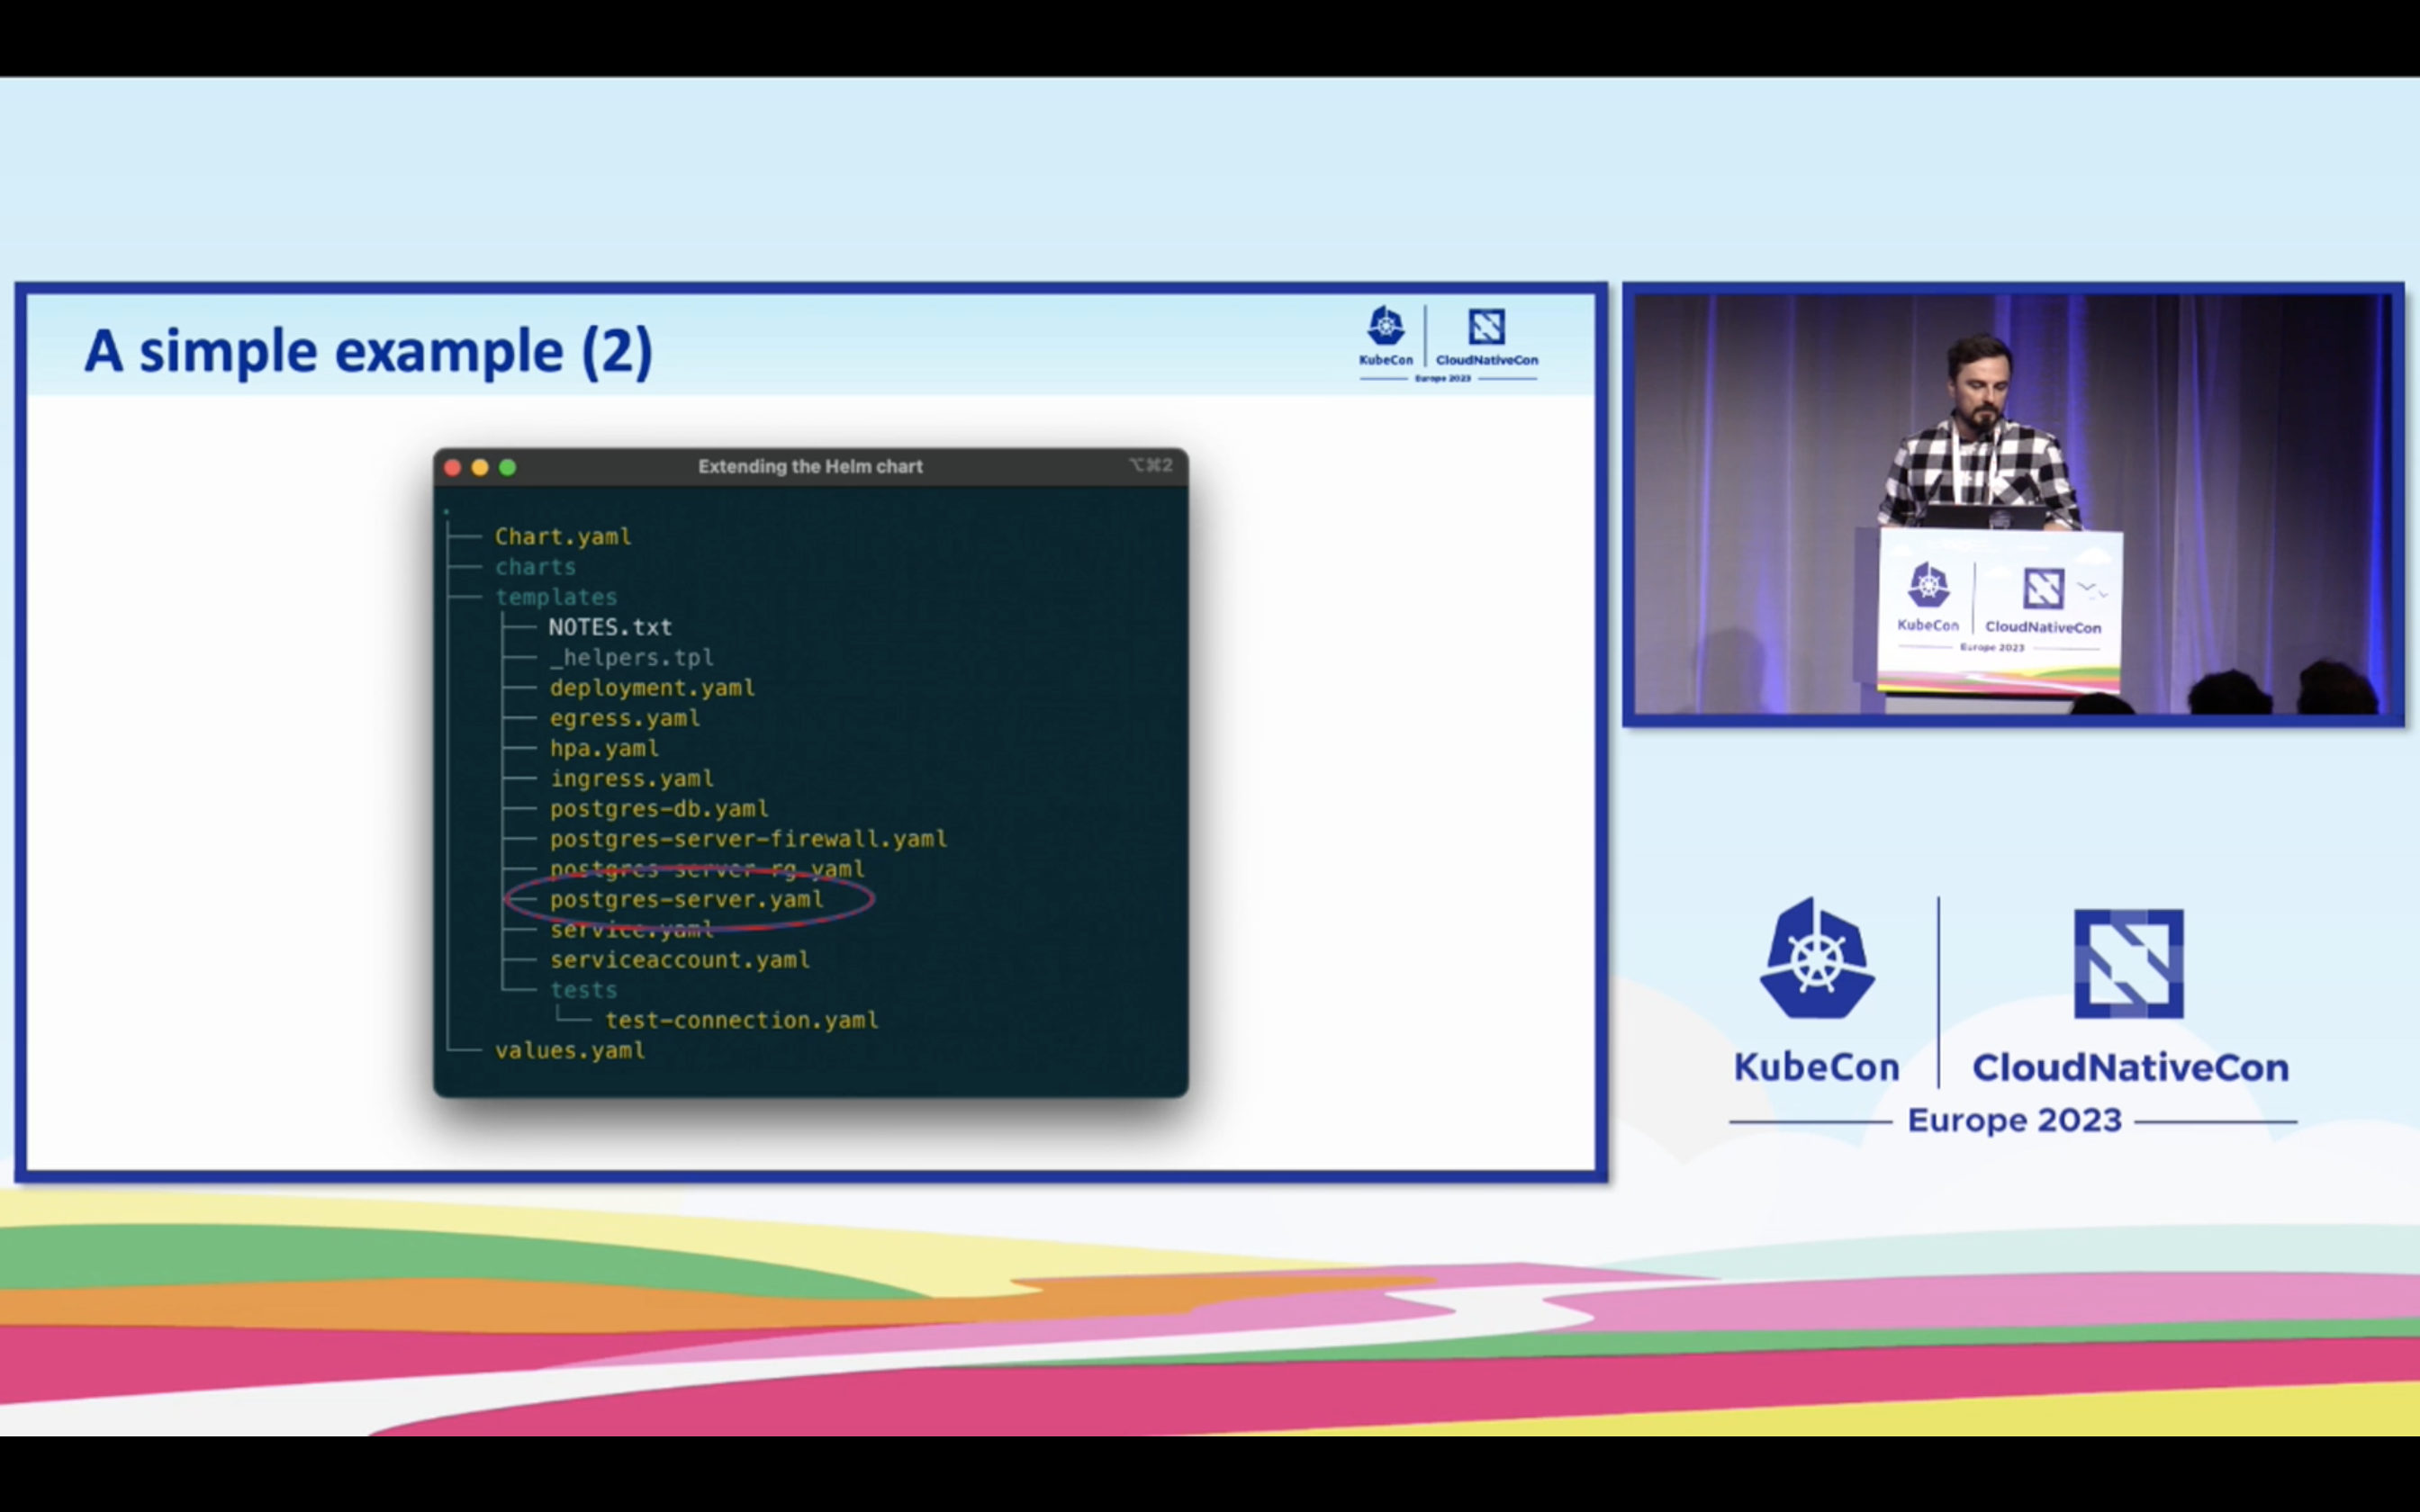 A simple example (2)
KubeCon
CloudNativeCon
Europe 2023
Extending the Helm chart
⌥⌘2
.
Chart.yaml
charts
templates
NOTES.txt
_helpers.tpl
deployment.yaml
egress.yaml
hpa.yaml
ingress.yaml
postgres-db.yaml
postgres-server-firewall.yaml
postgres-server-rg.yaml
postgres-server.yaml
service.yaml
serviceaccount.yaml
tests
test-connection.yaml
values.yaml
KubeCon
CloudNativeCon
Europe 2023
KubeCon
CloudNativeCon
Europe 2023